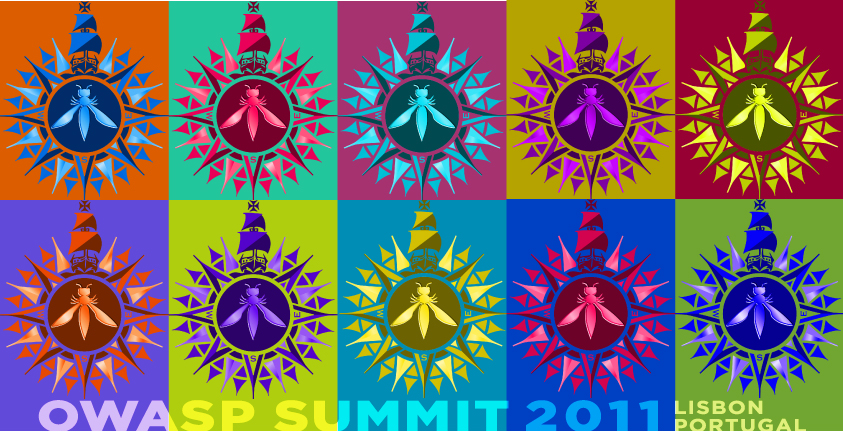 OWASP SUMMIT 2011 LISBON
PORTUGAL